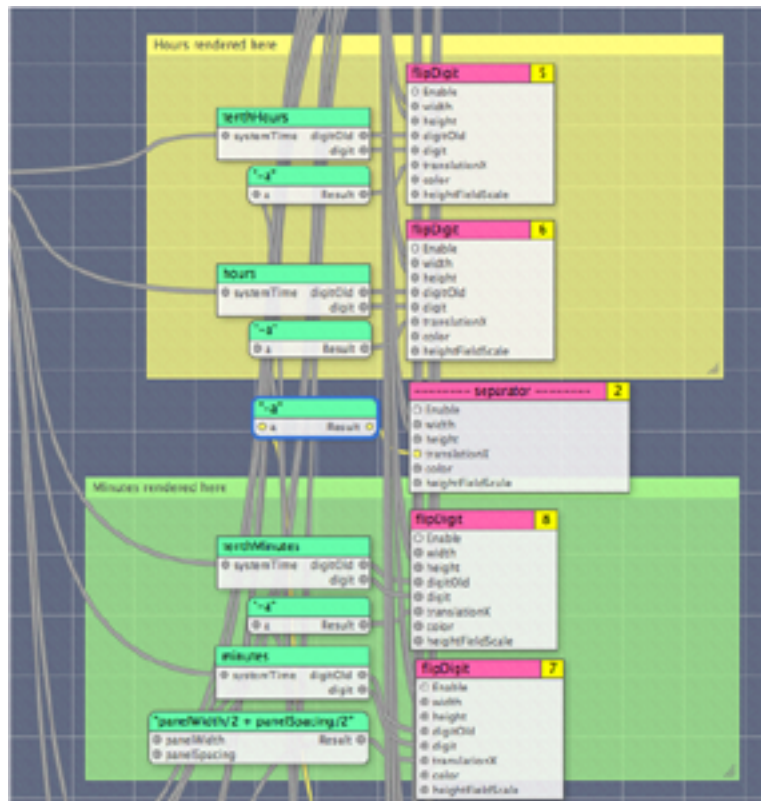 Hours rendered here
flipDigit 5
Enable
width
height
tenthHours
systemTime digitOld
digit
digitOld
digit
translationX
color
heightFieldScale
"-a"
a Result
flipDigit 6
Enable
width
height
hours
systemTime digitOld
digit
digitOld
digit
translationX
color
heightFieldScale
"-a"
a Result
"-a"
a Result
-------- separator -------- 2
Enable
width
height
translationX
color
heightFieldScale
Minutes rendered here
flipDigit 8
Enable
width
height
tenthMinutes
systemTime digitOld
digit
digitOld
digit
translationX
color
heightFieldScale
"-a"
a Result
minutes
systemTime digitOld
digit
flipDigit 7
Enable
width
height
digitOld
digit
translationX
color
heightFieldScale
"panelWidth/2 + panelSpacing/2"
panelWidth Result
panelSpacing